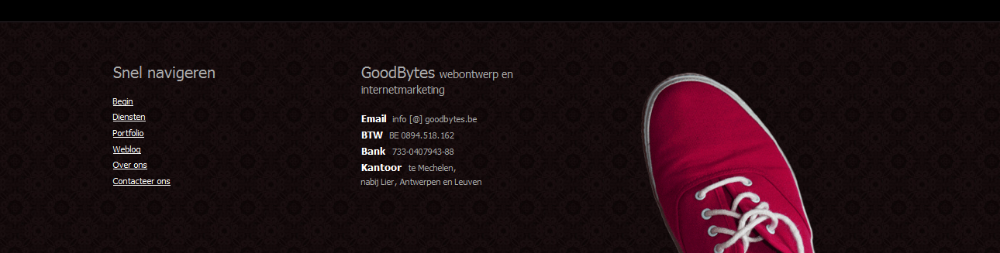 Snel navigeren
Begin
Diensten
Portfolio
Weblog
Over ons
Contacteer ons
GoodBytes webontwerp en
internetmarketing
Email info [@] goodbytes.be
BTW BE 0894.518.162
Bank 733-0407943-88
Kantoor te Mechelen,
nabij Lier, Antwerpen en Leuven